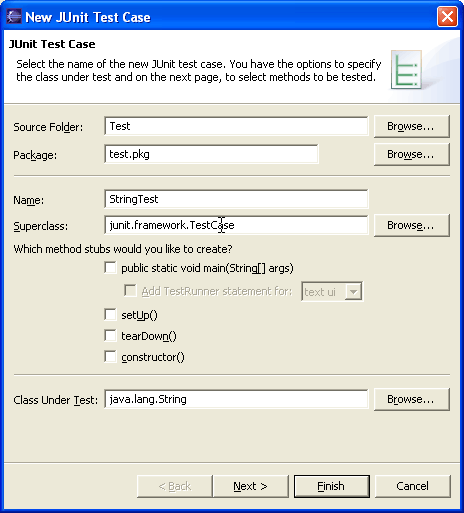 New JUnit Test Case
JUnit Test Case
Select the name of the new JUnit test case. You have the options to specify
the class under test and on the next page, to select methods to be tested.
Source Folder: Test Browse...
Package: test.pkg Browse...
Name: StringTest
Superclass: junit.framework.TestCase Browse...
Which method stubs would you like to create?
public static void main(String[] args)
Add TestRunner statement for: text ui
setUp()
tearDown()
constructor()
Class Under Test: java.lang.String Browse...
< Back Next > Finish Cancel